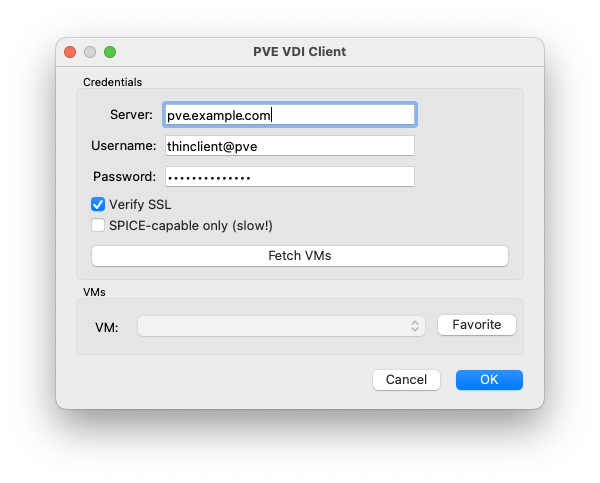 PVE VDI Client
Credentials
Server: pve.example.com
Username: thinclient@pve
Password: ••••••••••••••
Verify SSL
SPICE-capable only (slow!)
Fetch VMs
VMs
VM: Favorite
Cancel OK